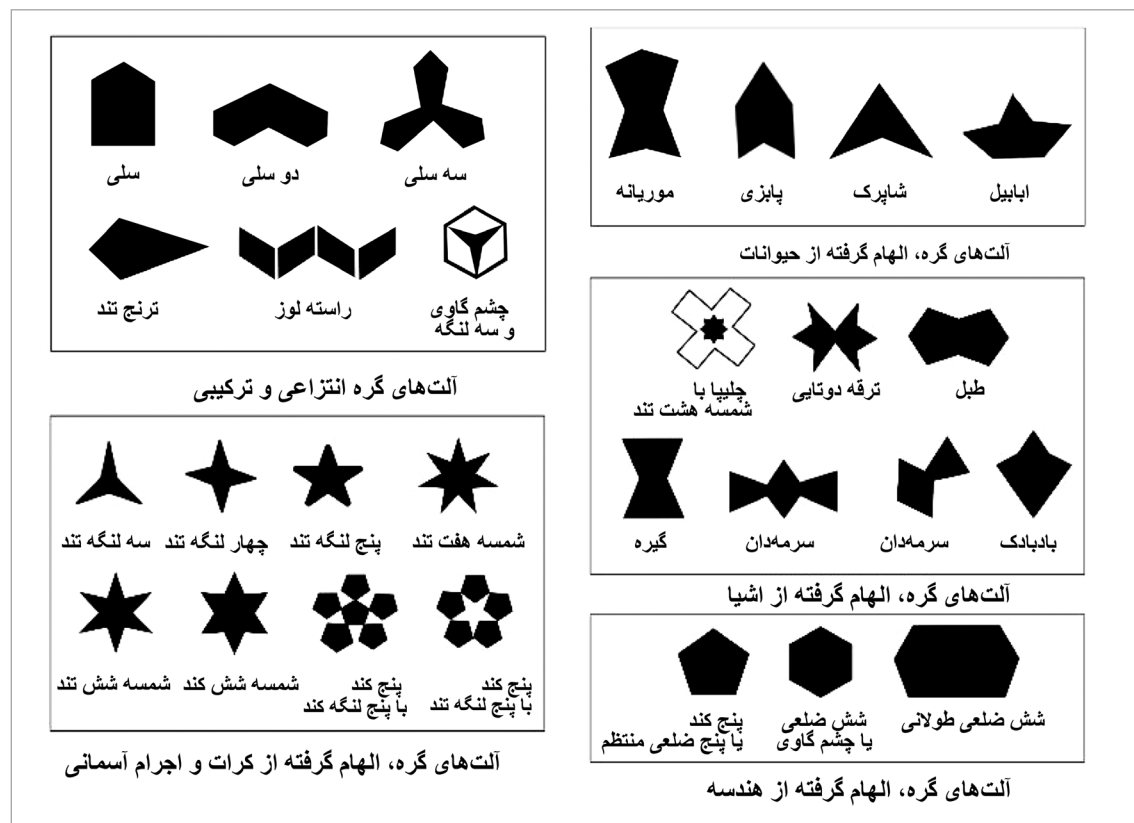 موریانه
پابزی
شاپرک
ابابیل
آلت‌های گره، الهام گرفته از حیوانات
سلی
دو سلی
سه سلی
ترنج تند
راسته لوز
چشم گاوی
و سه لنگه
آلت‌های گره انتزاعی و ترکیبی
طبل
ترقه دوتایی
چلیپا با
شمسه هشت تند
بادبادک
سرمه‌دان
سرمه‌دان
گیره
آلت‌های گره، الهام گرفته از اشیا
شمسه هفت تند
پنج لنگه تند
چهار لنگه تند
سه لنگه تند
پنج کند
با پنج لنگه تند
پنج کند
با پنج لنگه کند
شمسه شش کند
شمسه شش تند
آلت‌های گره، الهام گرفته از کرات و اجرام آسمانی
شش ضلعی طولانی
شش ضلعی
یا چشم گاوی
پنج کند
یا پنج ضلعی منتظم
آلت‌های گره، الهام گرفته از هندسه